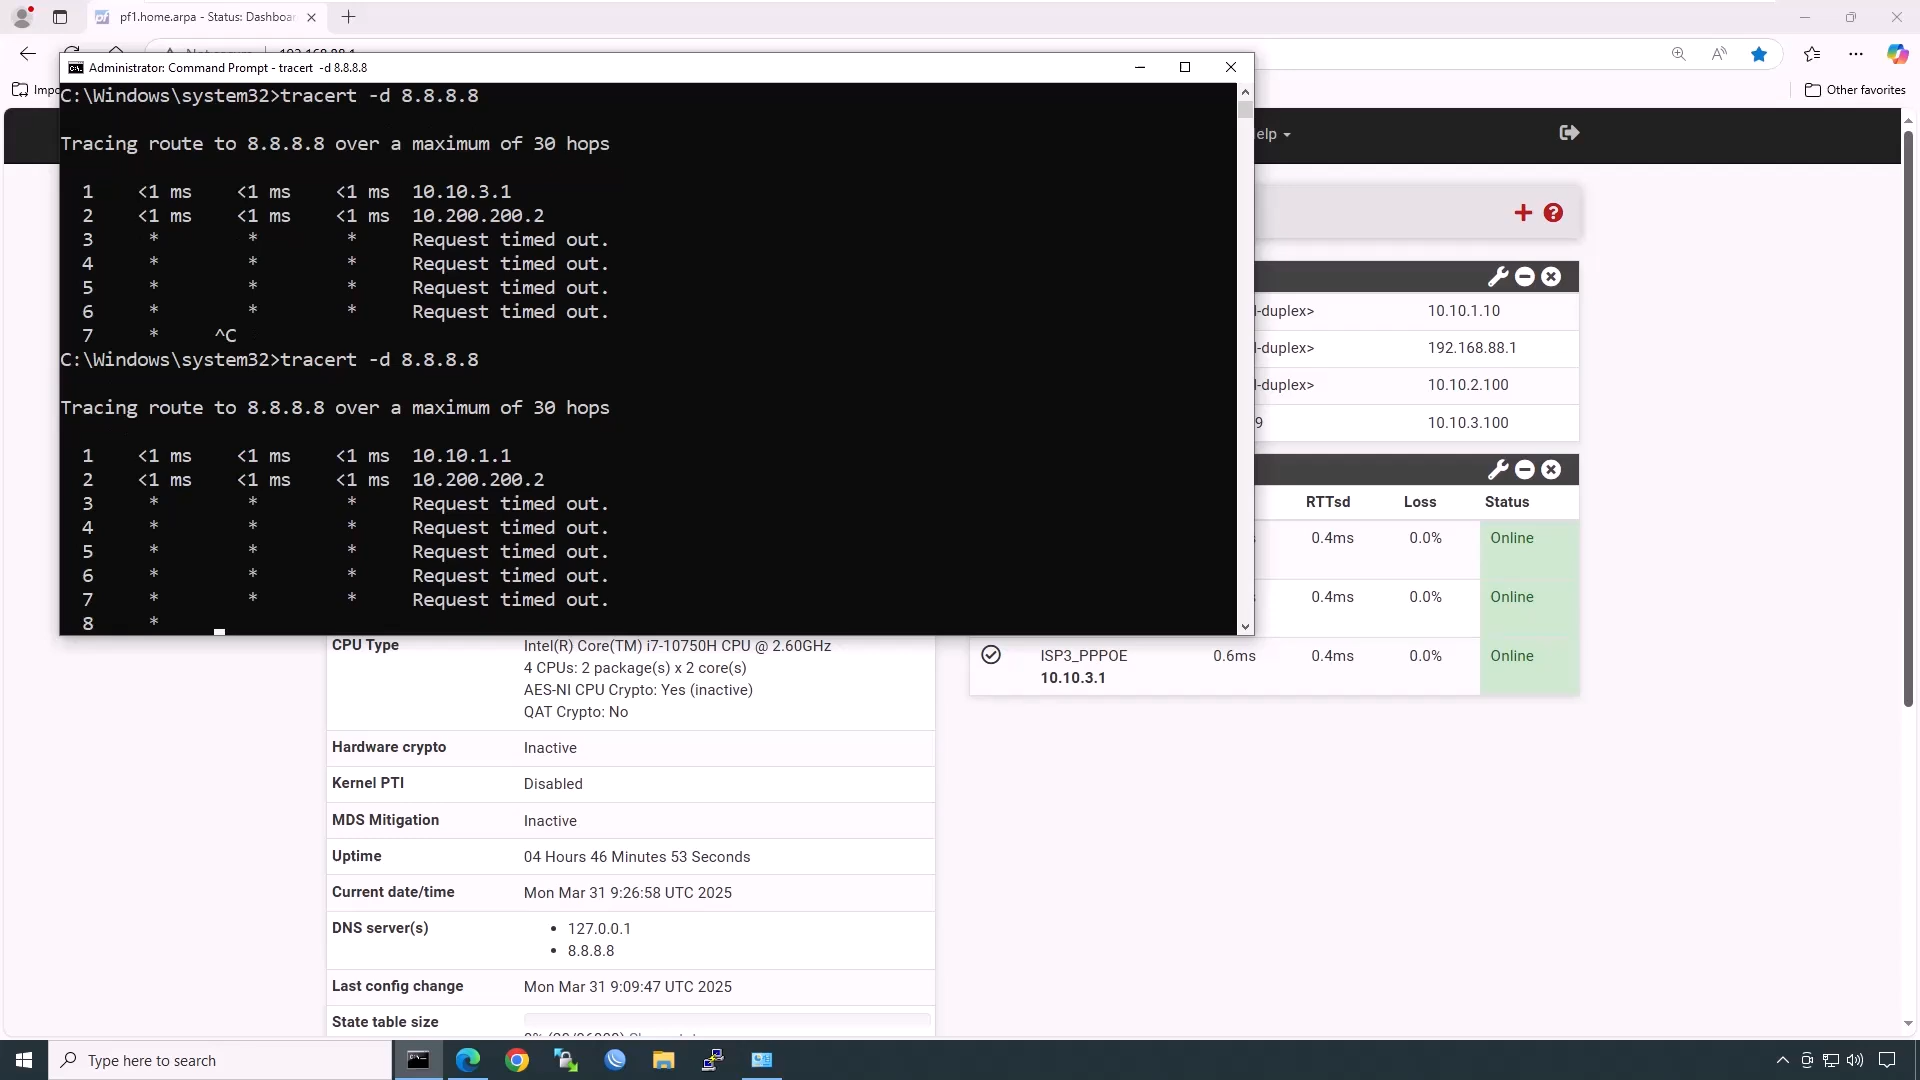 pf1.home.arpa - Status: Dashboar
Administrator: Command Prompt - tracert -d 8.8.8.8
C:\Windows\system32>tracert -d 8.8.8.8
Tracing route to 8.8.8.8 over a maximum of 30 hops
1 <1 ms <1 ms <1 ms 10.10.3.1
2 <1 ms <1 ms <1 ms 10.200.200.2
3 * * * Request timed out.
4 * * * Request timed out.
5 * * * Request timed out.
6 * * * Request timed out.
7 * ^C
C:\Windows\system32>tracert -d 8.8.8.8
Tracing route to 8.8.8.8 over a maximum of 30 hops
1 <1 ms <1 ms <1 ms 10.10.1.1
2 <1 ms <1 ms <1 ms 10.200.200.2
3 * * * Request timed out.
4 * * * Request timed out.
5 * * * Request timed out.
6 * * * Request timed out.
7 * * * Request timed out.
8 *
Other favorites
elp
-duplex> 10.10.1.10
-duplex> 192.168.88.1
-duplex> 10.10.2.100
9 10.10.3.100
RTTsd Loss Status
0.4ms 0.0% Online
0.4ms 0.0% Online
ISP3_PPPOE 0.6ms 0.4ms 0.0% Online
10.10.3.1
CPU Type Intel(R) Core(TM) i7-10750H CPU @ 2.60GHz
4 CPUs: 2 package(s) x 2 core(s)
AES-NI CPU Crypto: Yes (inactive)
QAT Crypto: No
Hardware crypto Inactive
Kernel PTI Disabled
MDS Mitigation Inactive
Uptime 04 Hours 46 Minutes 53 Seconds
Current date/time Mon Mar 31 9:26:58 UTC 2025
DNS server(s) • 127.0.0.1
• 8.8.8.8
Last config change Mon Mar 31 9:09:47 UTC 2025
State table size
Type here to search